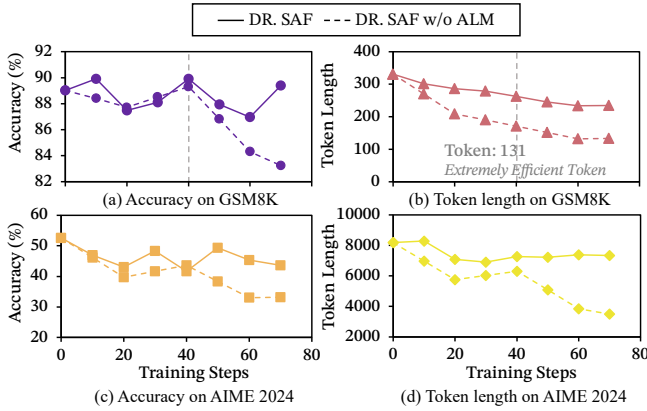 DR. SAF
DR. SAF w/o ALM
Accuracy (%)
92
90
88
86
84
82
(a) Accuracy on GSM8K
Token Length
400
300
200
100
0
Token: 131
Extremely Efficient Token
(b) Token length on GSM8K
Accuracy (%)
60
50
40
30
20
0
20
40
60
80
Training Steps
(c) Accuracy on AIME 2024
Token Length
10000
8000
6000
4000
2000
0
20
40
60
80
Training Steps
(d) Token length on AIME 2024